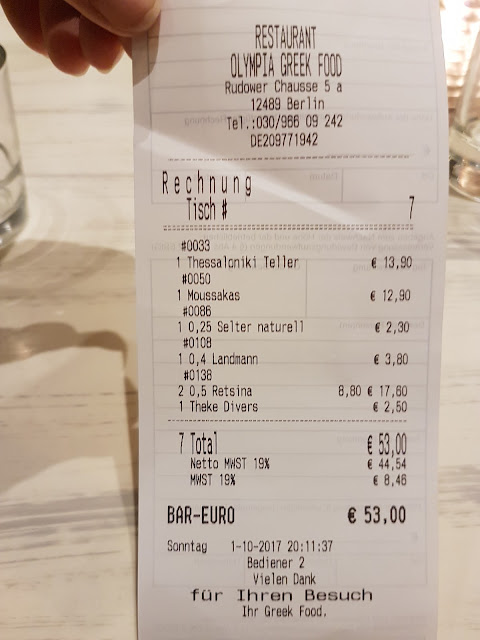 RESTAURANT
OLYMPIA GREEK FOOD
Rudower Chausse 5 a
12489 Berlin
Tel.:030/966 09 242
DE209771942
Rechnung
Tisch # 7
#0033
1 Thessaloniki Teller € 13,90
#0050
1 Moussakas € 12,90
#0086
1 0,25 Selter naturell € 2,30
#0108
1 0,4 Landmann € 3,80
#0138
2 0,5 Retsina 8,80 € 17,60
1 Theke Divers € 2,50
7 Total € 53,00
Netto MWST 19% € 44,54
MWST 19% € 8,46
BAR-EURO € 53,00
Sonntag 1-10-2017 20:11:37
Bediener 2
Vielen Dank
für Ihren Besuch
Ihr Greek Food.